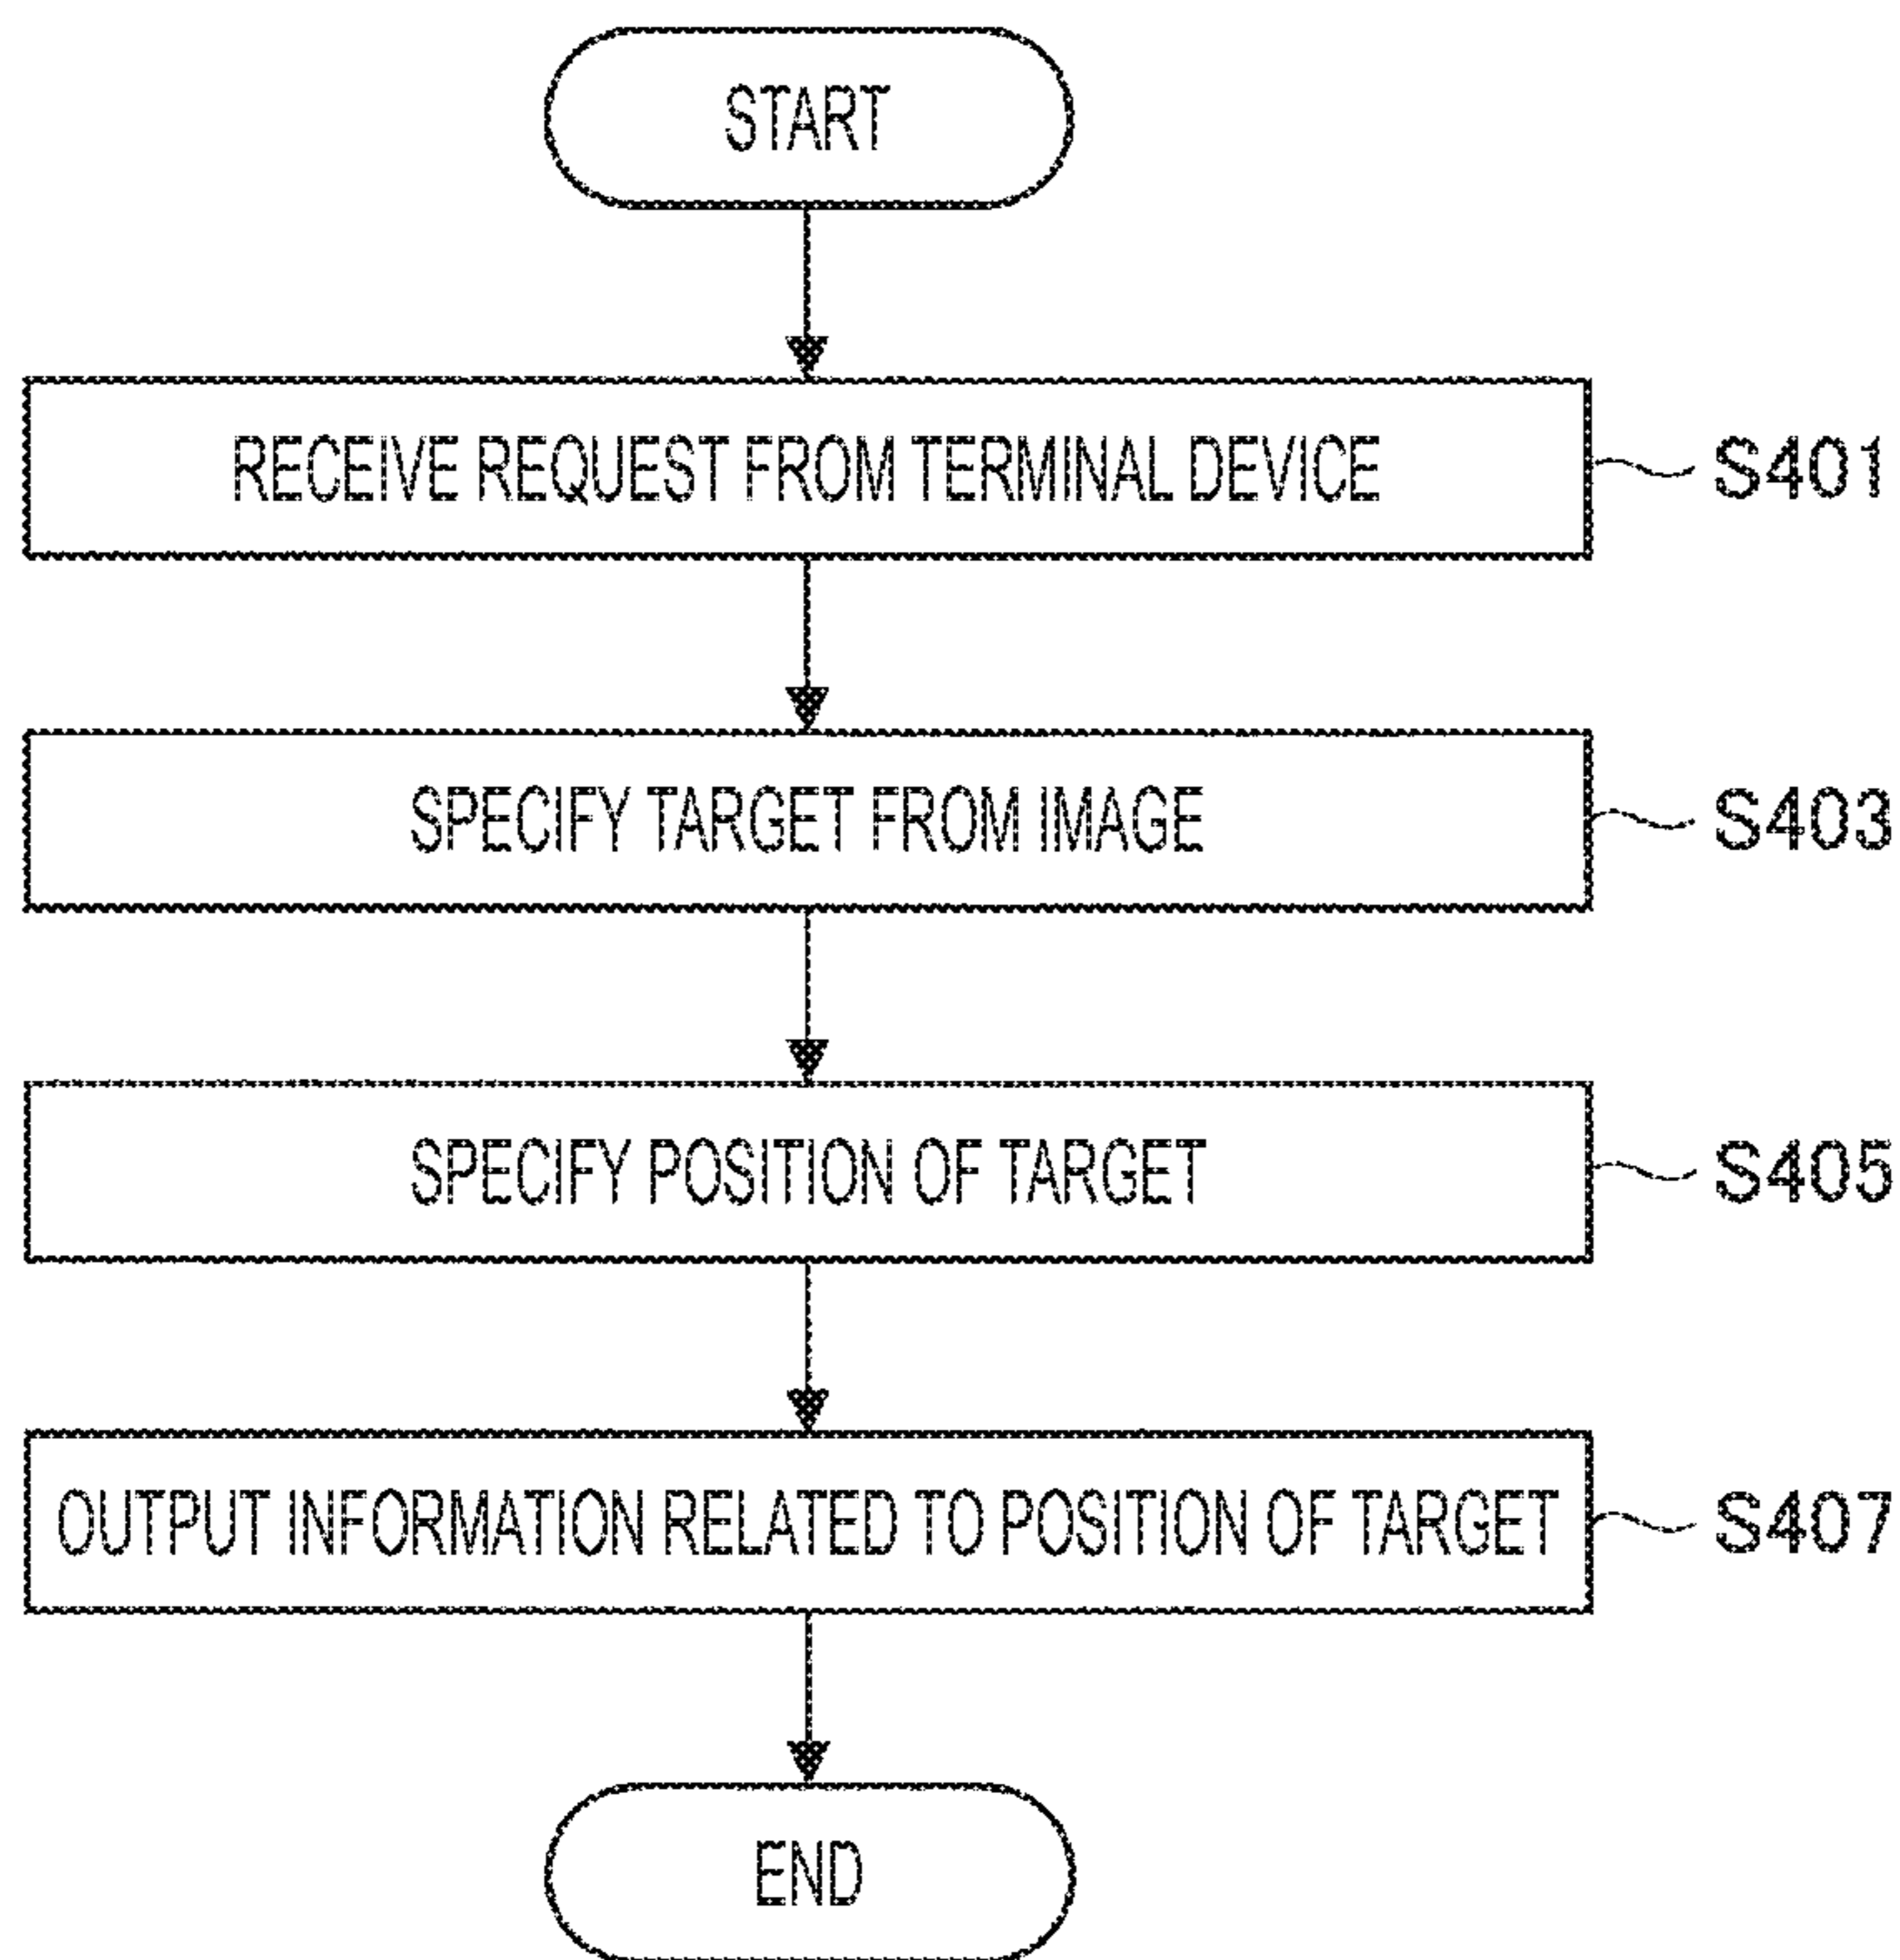 START
RECEIVE REQUEST FROM TERMINAL DEVICE
S401
SPECIFY TARGET FROM IMAGE
S403
SPECIFY POSITION OF TARGET
S405
OUTPUT INFORMATION RELATED TO POSITION OF TARGET
S407
END